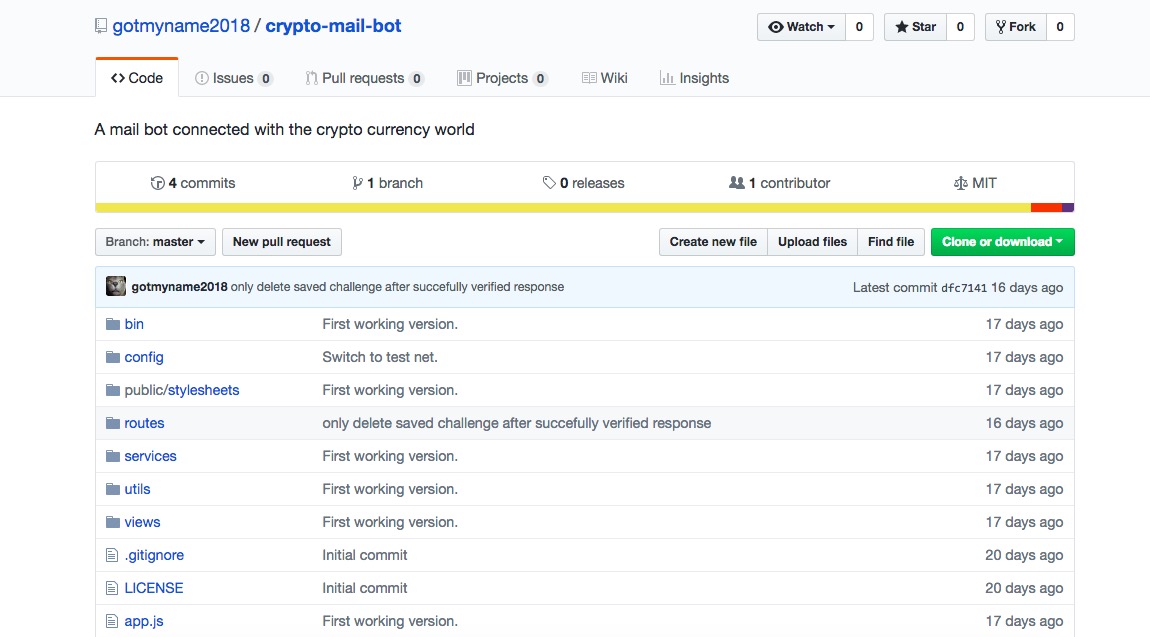 gotmyname2018 / crypto-mail-bot
Watch 0 Star 0 Fork 0
Code Issues 0 Pull requests 0 Projects 0 Wiki Insights
A mail bot connected with the crypto currency world
4 commits 1 branch 0 releases 1 contributor MIT
Branch: master New pull request Create new file Upload files Find file Clone or download
gotmyname2018 only delete saved challenge after succefully verified response Latest commit dfc7141 16 days ago
bin First working version. 17 days ago
config Switch to test net. 17 days ago
public/stylesheets First working version. 17 days ago
routes only delete saved challenge after succefully verified response 16 days ago
services First working version. 17 days ago
utils First working version. 17 days ago
views First working version. 17 days ago
.gitignore Initial commit 20 days ago
LICENSE Initial commit 20 days ago
app.js First working version. 17 days ago